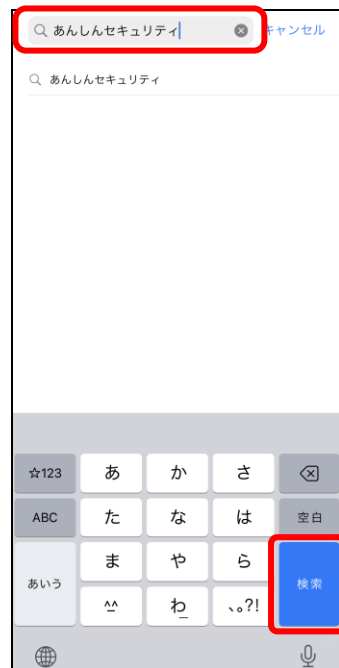 あんしんセキュリティ キャンセル
あんしんセキュリティ
☆123 あ か さ
ABC た な は 空白
あいう ま や ら 検索
^^ わ 、。?!